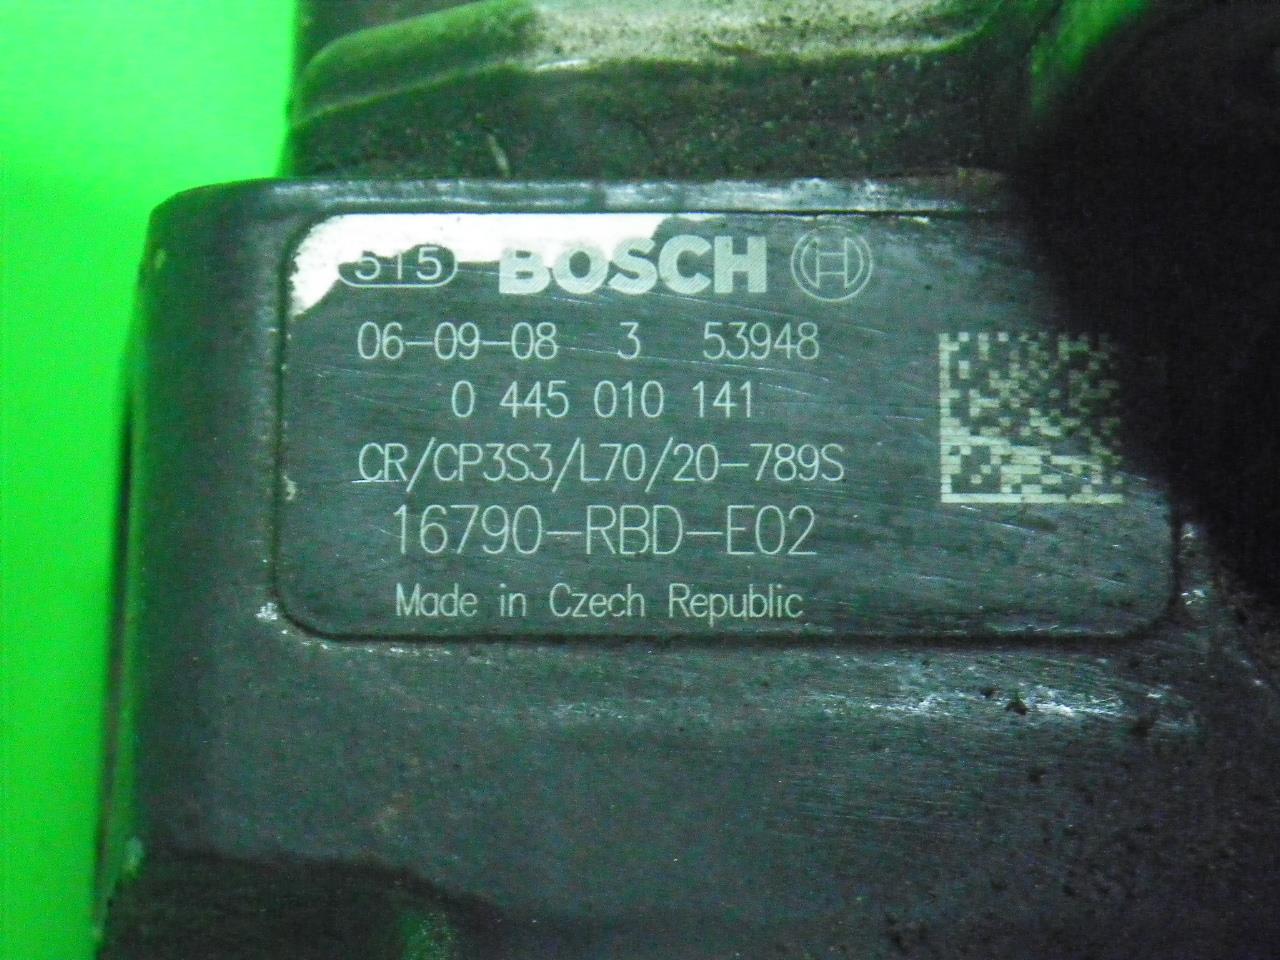 515 BOSCH
06-09-08 3 53948
0 445 010 141
CR/CP3S3/L70/20-789S
16790-RBD-E02
Made in Czech Republic